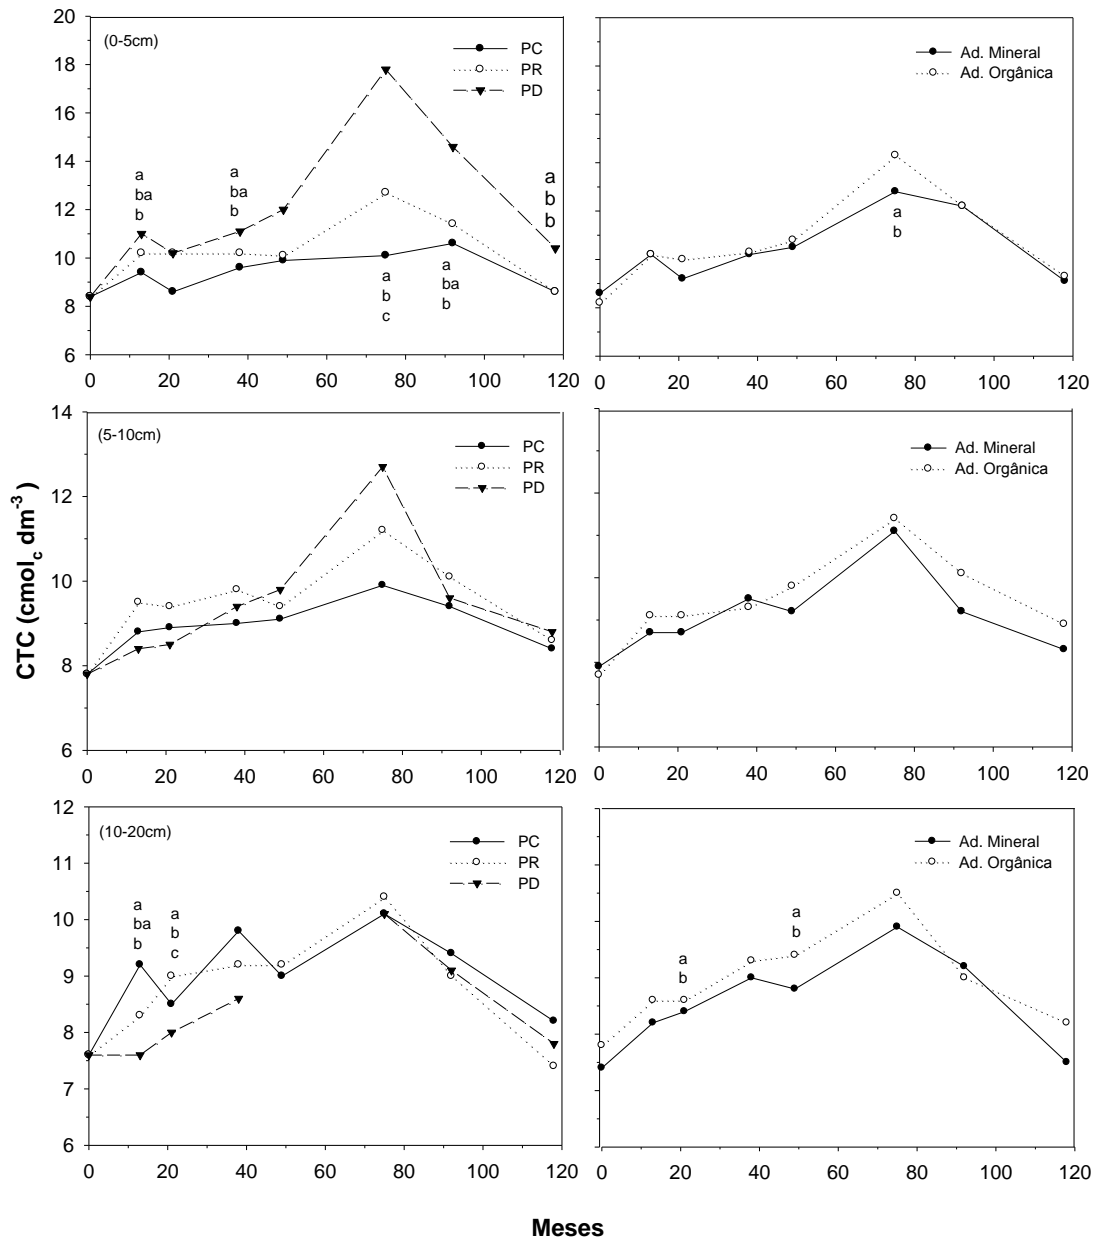 20
18
16
14
12
10
8
6
(0-5cm)
PC
PR
PD
a
ba
b
a
ba
b
a
b
b
a
b
c
a
ba
b
0 20 40 60 80 100 120
Ad. Mineral
Ad. Orgânica
a
b
0 20 40 60 80 100 120
CTC (cmolc dm-3 )
14
12
10
8
6
(5-10cm)
PC
PR
PD
0 20 40 60 80 100 120
Ad. Mineral
Ad. Orgânica
0 20 40 60 80 100 120
12
11
10
9
8
7
6
(10-20cm)
PC
PR
PD
a
ba
b
a
b
c
0 20 40 60 80 100 120
Ad. Mineral
Ad. Orgânica
a
b
a
b
0 20 40 60 80 100 120
Meses